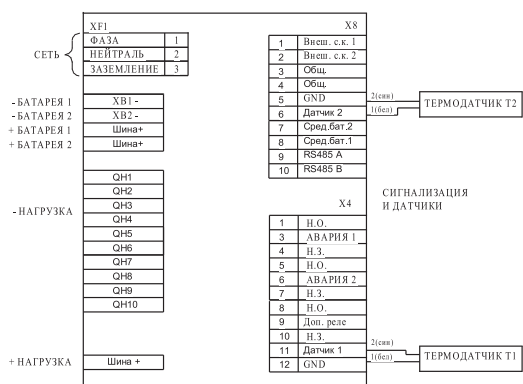 XF1
ФАЗА 1
НЕЙТРАЛЬ 2
ЗАЗЕМЛЕНИЕ 3
СЕТЬ
- БАТАРЕЯ 1 XB1 -
- БАТАРЕЯ 2 XB2 -
+ БАТАРЕЯ 1 Шина+
+ БАТАРЕЯ 2 Шина+
- НАГРУЗКА
QH1
QH2
QH3
QH4
QH5
QH6
QH7
QH8
QH9
QH10
+ НАГРУЗКА Шина +
X8
1 Внеш. с.к. 1
2 Внеш. с.к. 2
3 Общ.
4 Общ.
5 GND
6 Датчик 2
7 Сред.бат.2
8 Сред.бат.1
9 RS485 A
10 RS485 B
2(син)
1(бел)
ТЕРМОДАТЧИК Т2
СИГНАЛИЗАЦИЯ
И ДАТЧИКИ
X4
1 Н.О.
3 АВАРИЯ 1
4 Н.З.
5 Н.О.
6 АВАРИЯ 2
7 Н.З.
8 Н.О.
9 Доп. реле
10 Н.З.
11 Датчик 1
12 GND
2(син)
1(бел)
ТЕРМОДАТЧИК Т1